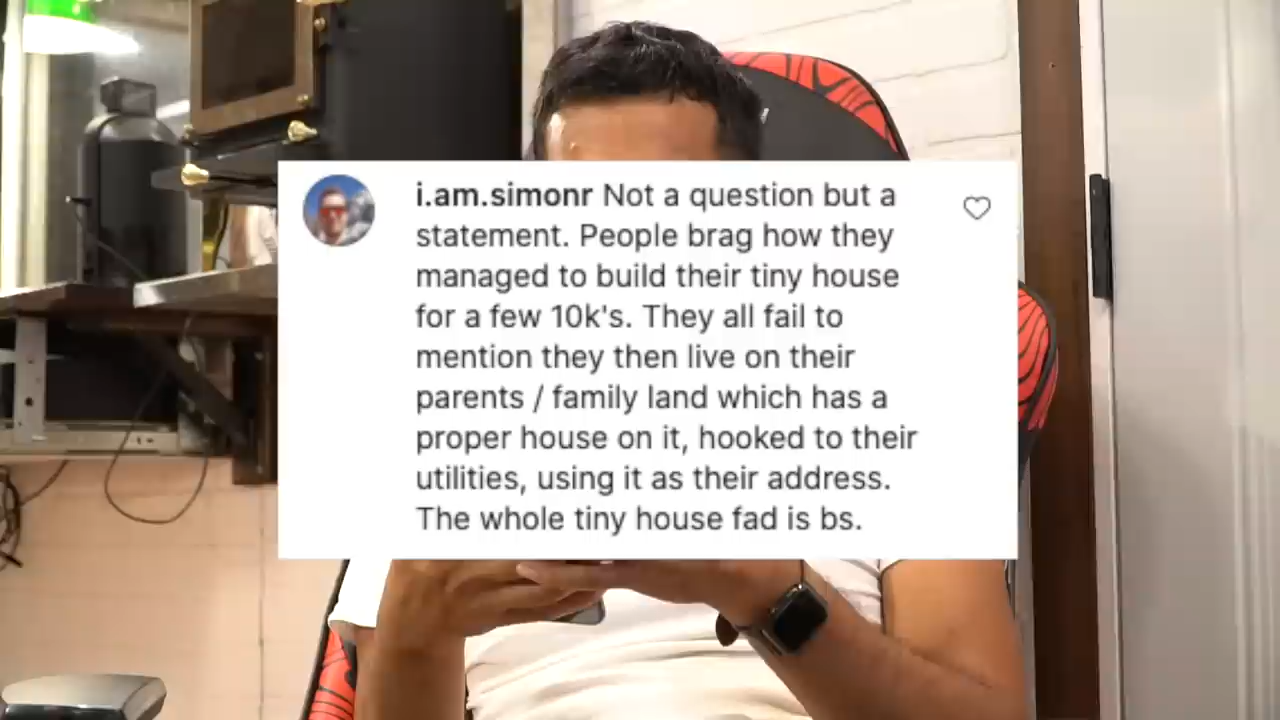 i.am.simonr Not a question but a
statement. People brag how they
managed to build their tiny house
for a few 10k's. They all fail to
mention they then live on their
parents / family land which has a
proper house on it, hooked to their
utilities, using it as their address.
The whole tiny house fad is bs.